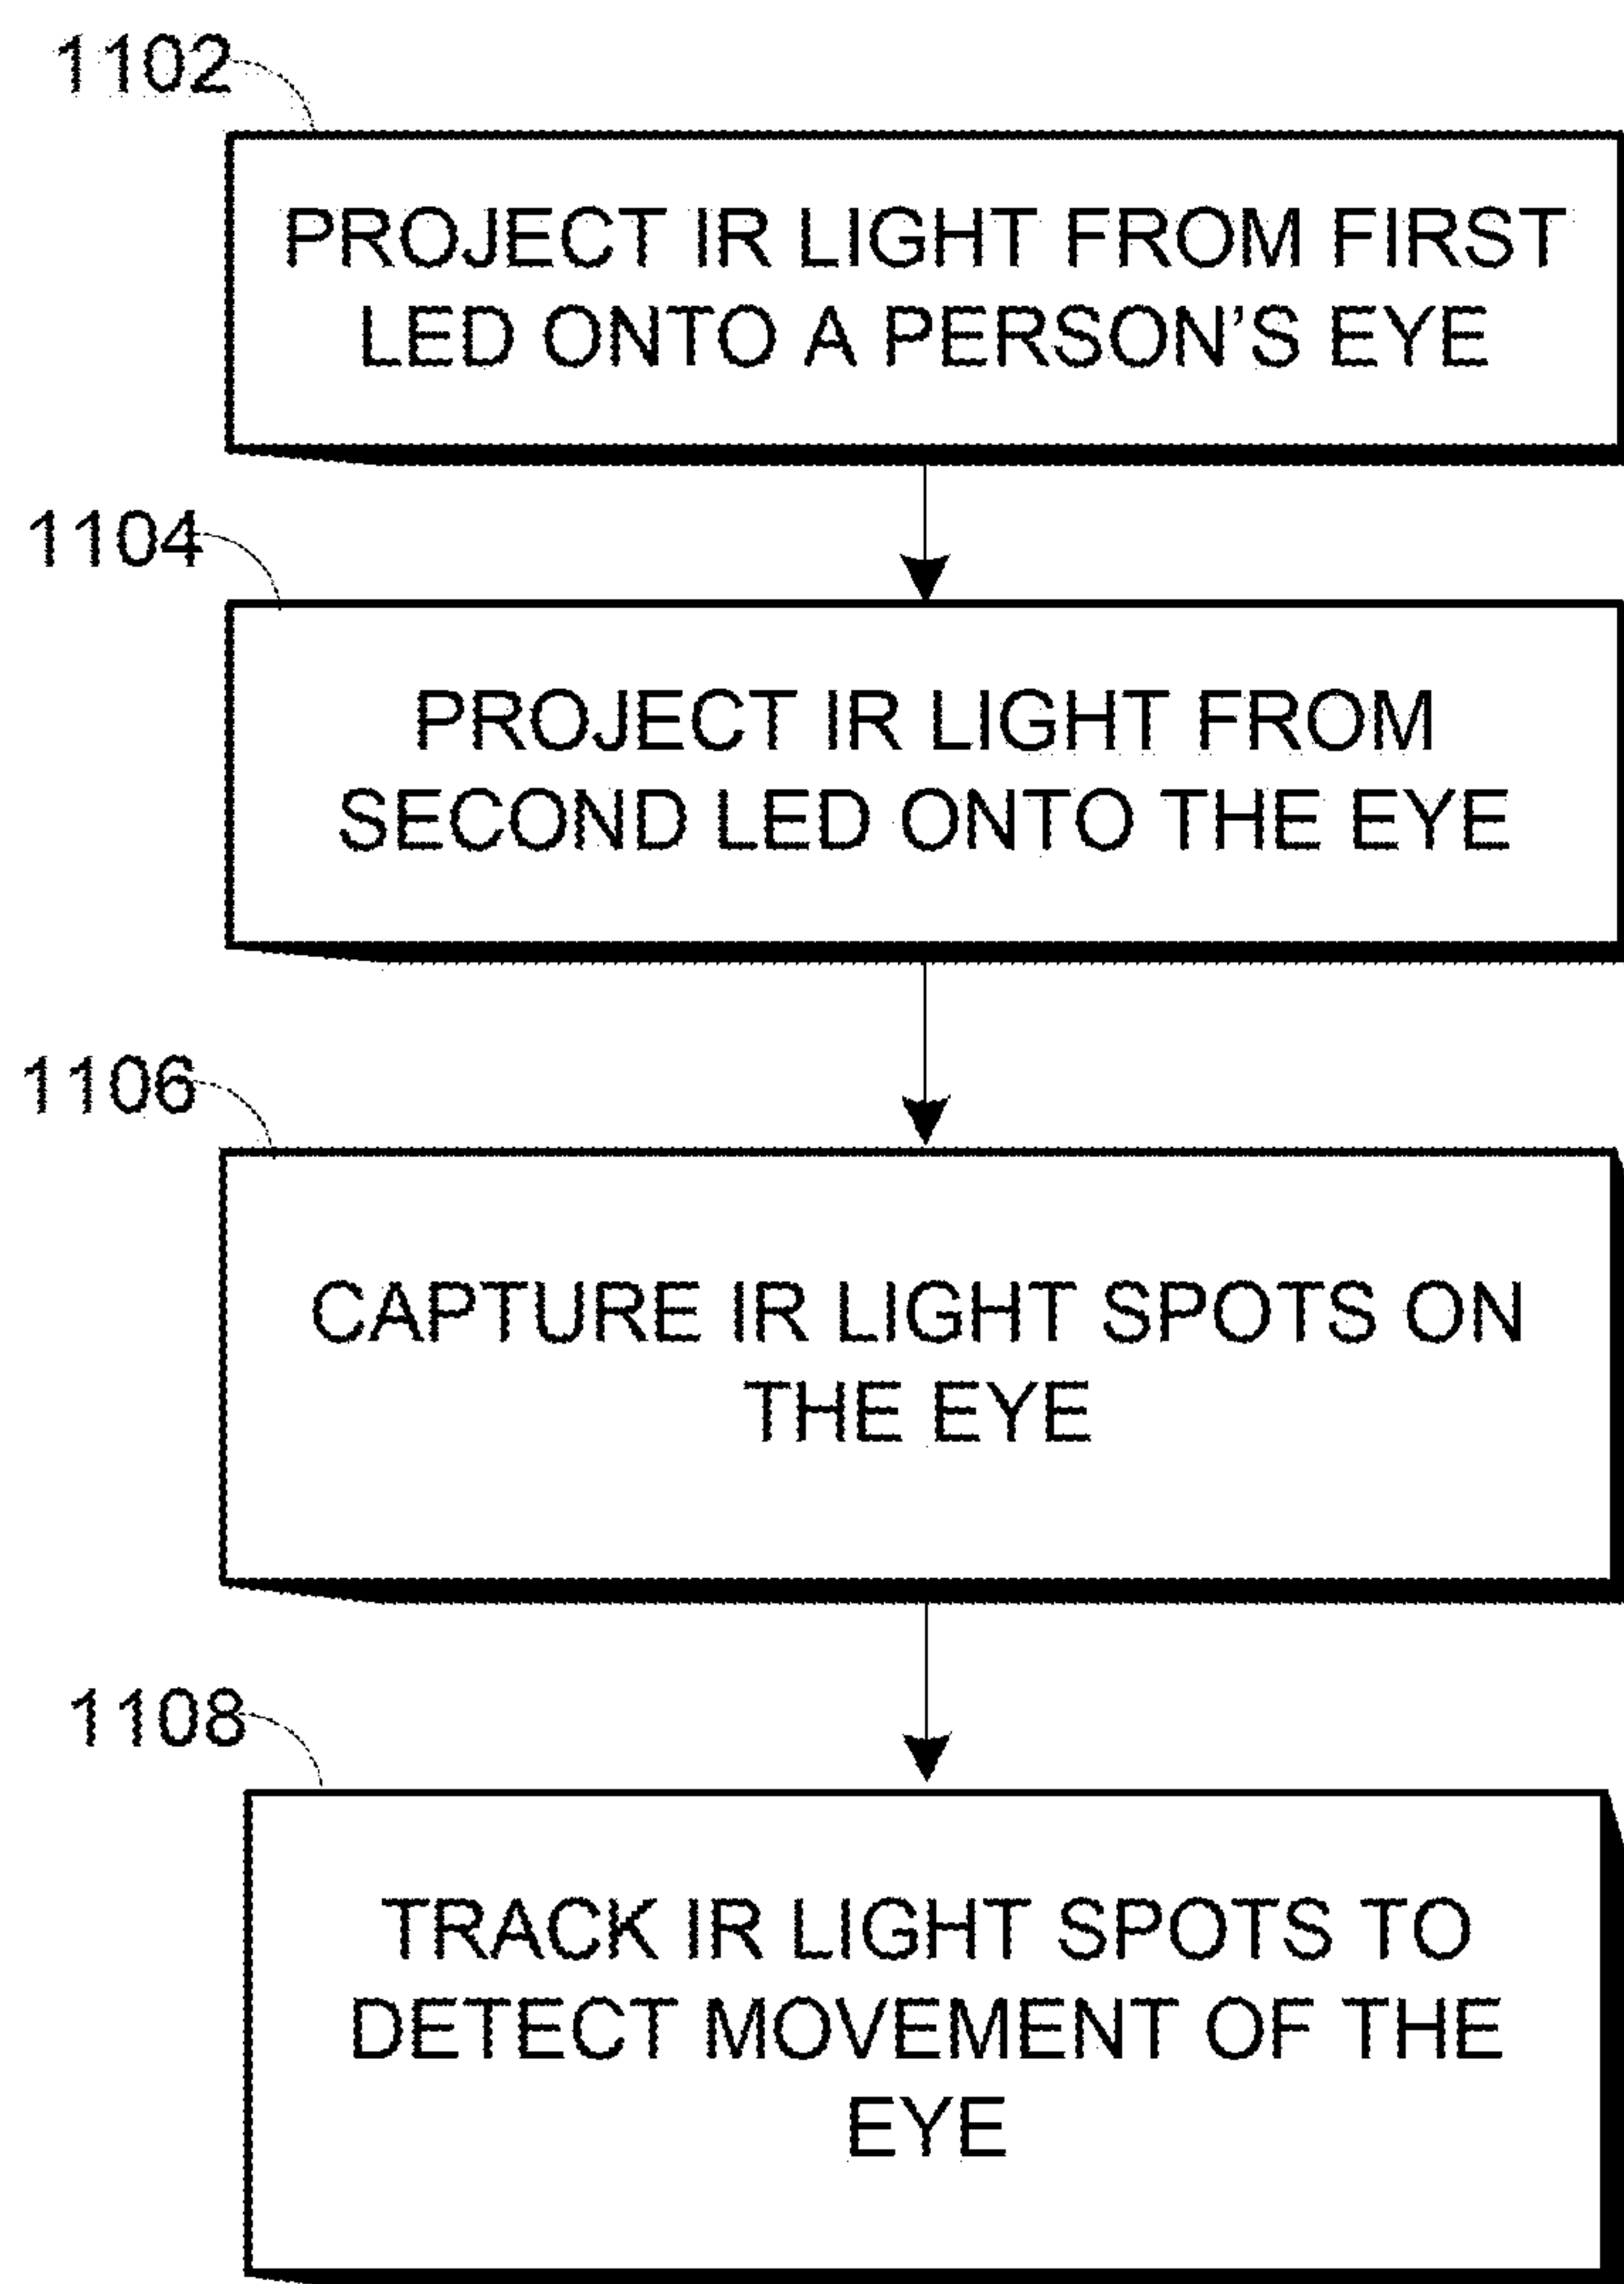 1102
PROJECT IR LIGHT FROM FIRST
LED ONTO A PERSON'S EYE
1104
PROJECT IR LIGHT FROM
SECOND LED ONTO THE EYE
1106
CAPTURE IR LIGHT SPOTS ON
THE EYE
1108
TRACK IR LIGHT SPOTS TO
DETECT MOVEMENT OF THE
EYE